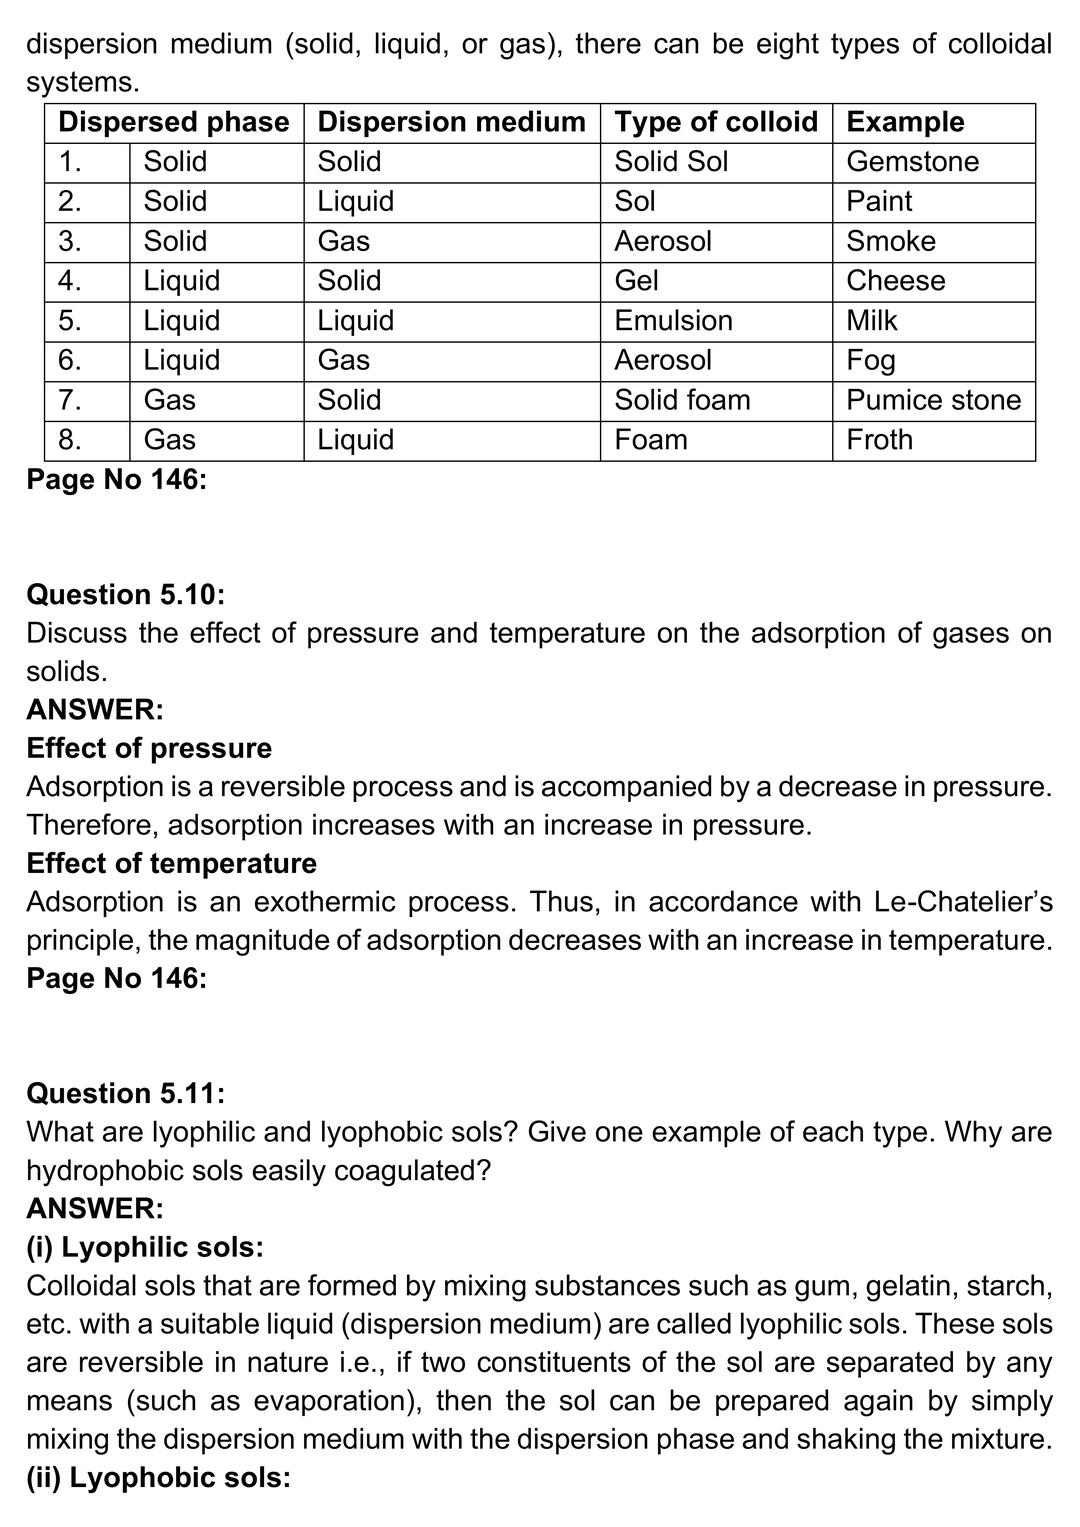 dispersion medium (solid, liquid, or gas), there can be eight types of colloidal
systems.
Dispersed phase Dispersion medium Type of colloid Example
1. Solid Solid Solid Sol Gemstone
2. Solid Liquid Sol Paint
3. Solid Gas Aerosol Smoke
4. Liquid Solid Gel Cheese
5. Liquid Liquid Emulsion Milk
6. Liquid Gas Aerosol Fog
7. Gas Solid Solid foam Pumice stone
8. Gas Liquid Foam Froth
Page No 146:
Question 5.10:
Discuss the effect of pressure and temperature on the adsorption of gases on
solids.
ANSWER:
Effect of pressure
Adsorption is a reversible process and is accompanied by a decrease in pressure.
Therefore, adsorption increases with an increase in pressure.
Effect of temperature
Adsorption is an exothermic process. Thus, in accordance with Le-Chatelier’s
principle, the magnitude of adsorption decreases with an increase in temperature.
Page No 146:
Question 5.11:
What are lyophilic and lyophobic sols? Give one example of each type. Why are
hydrophobic sols easily coagulated?
ANSWER:
(i) Lyophilic sols:
Colloidal sols that are formed by mixing substances such as gum, gelatin, starch,
etc. with a suitable liquid (dispersion medium) are called lyophilic sols. These sols
are reversible in nature i.e., if two constituents of the sol are separated by any
means (such as evaporation), then the sol can be prepared again by simply
mixing the dispersion medium with the dispersion phase and shaking the mixture.
(ii) Lyophobic sols: